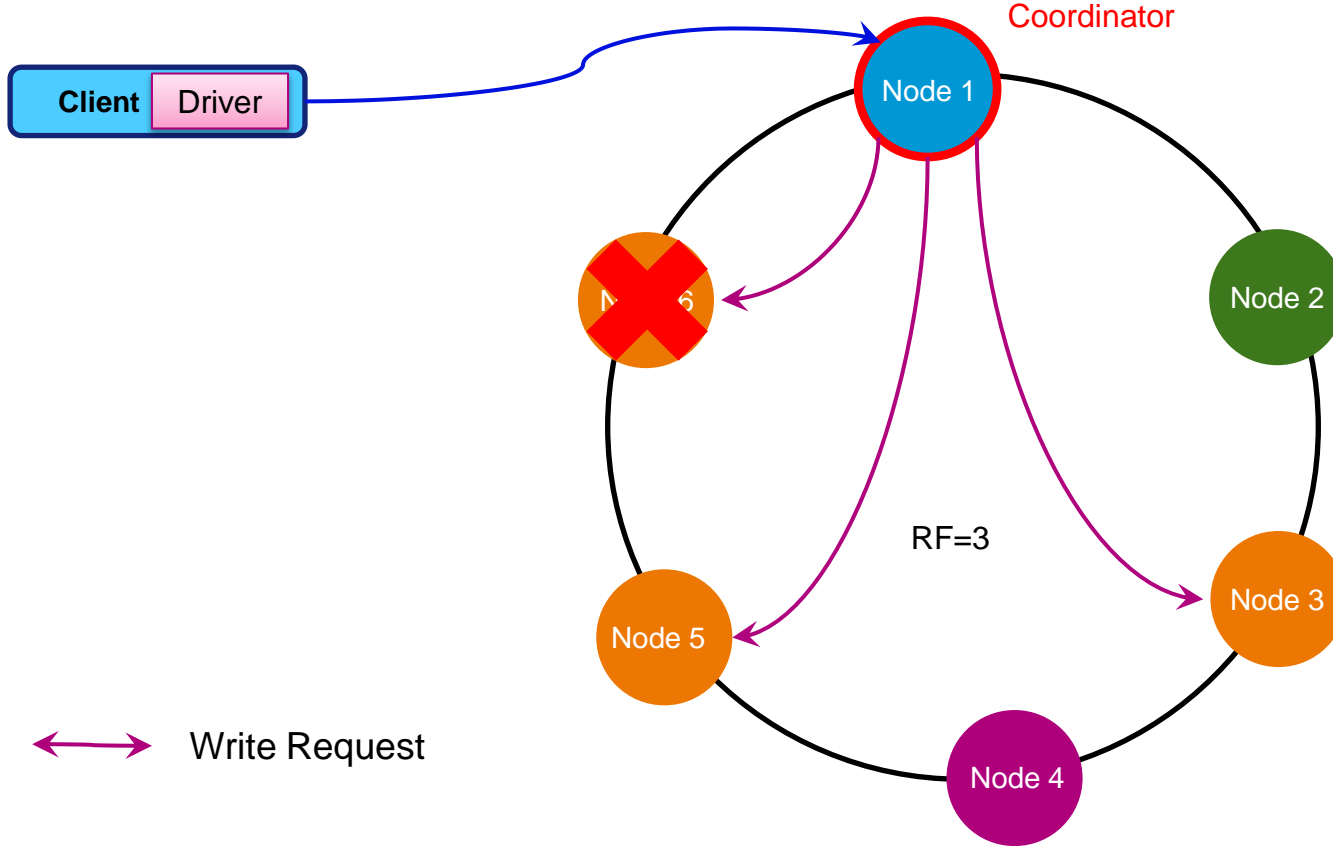 Coordinator
Client
Driver
Node 1
Node 2
RF=3
Node 3
Node 5
Write Request
Node 4